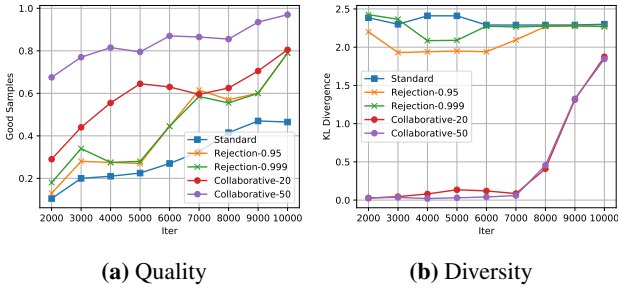 1.0
0.8
0.6
0.4
0.2
Good Samples
Standard
Rejection-0.95
Rejection-0.999
Collaborative-20
Collaborative-50
2000 3000 4000 5000 6000 7000 8000 9000 10000
Iter
(a) Quality
2.5
2.0
1.5
1.0
0.5
0.0
KL Divergence
Standard
Rejection-0.95
Rejection-0.999
Collaborative-20
Collaborative-50
2000 3000 4000 5000 6000 7000 8000 9000 10000
Iter
(b) Diversity